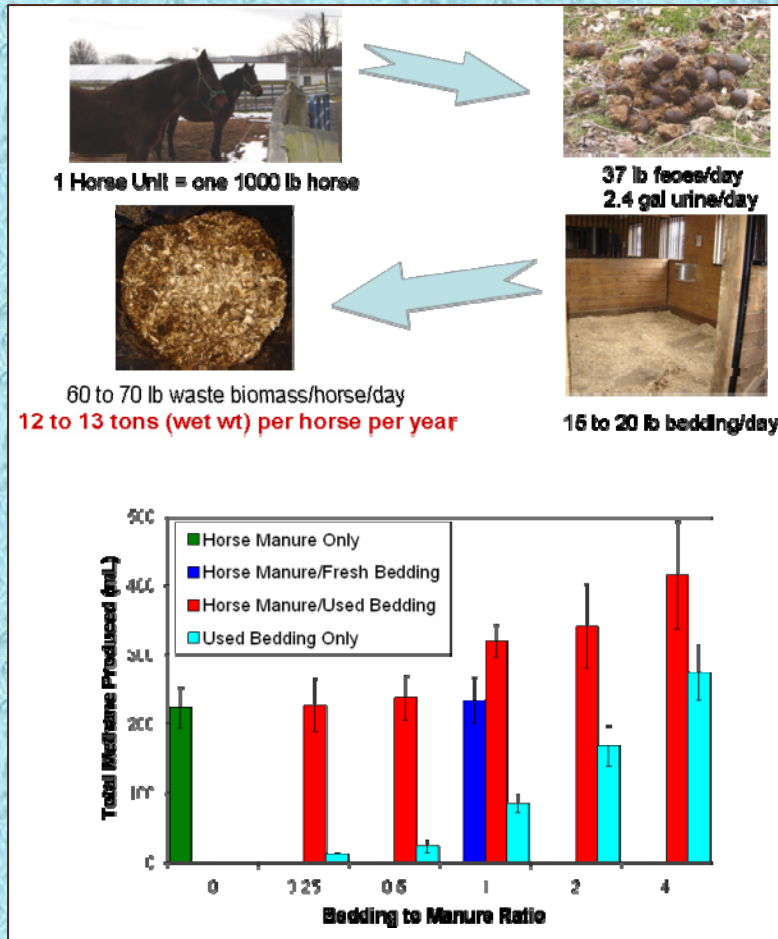 1 Horse Unit = one 1000 lb horse
37 lb feces/day
2.4 gal urine/day
60 to 70 lb waste biomass/horse/day
12 to 13 tons (wet wt) per horse per year
15 to 20 lb bedding/day
Total Methane Produced (mL)
500
400
300
200
100
0
Horse Manure Only
Horse Manure/Fresh Bedding
Horse Manure/Used Bedding
Used Bedding Only
0 0.25 0.5 1 2 4
Bedding to Manure Ratio